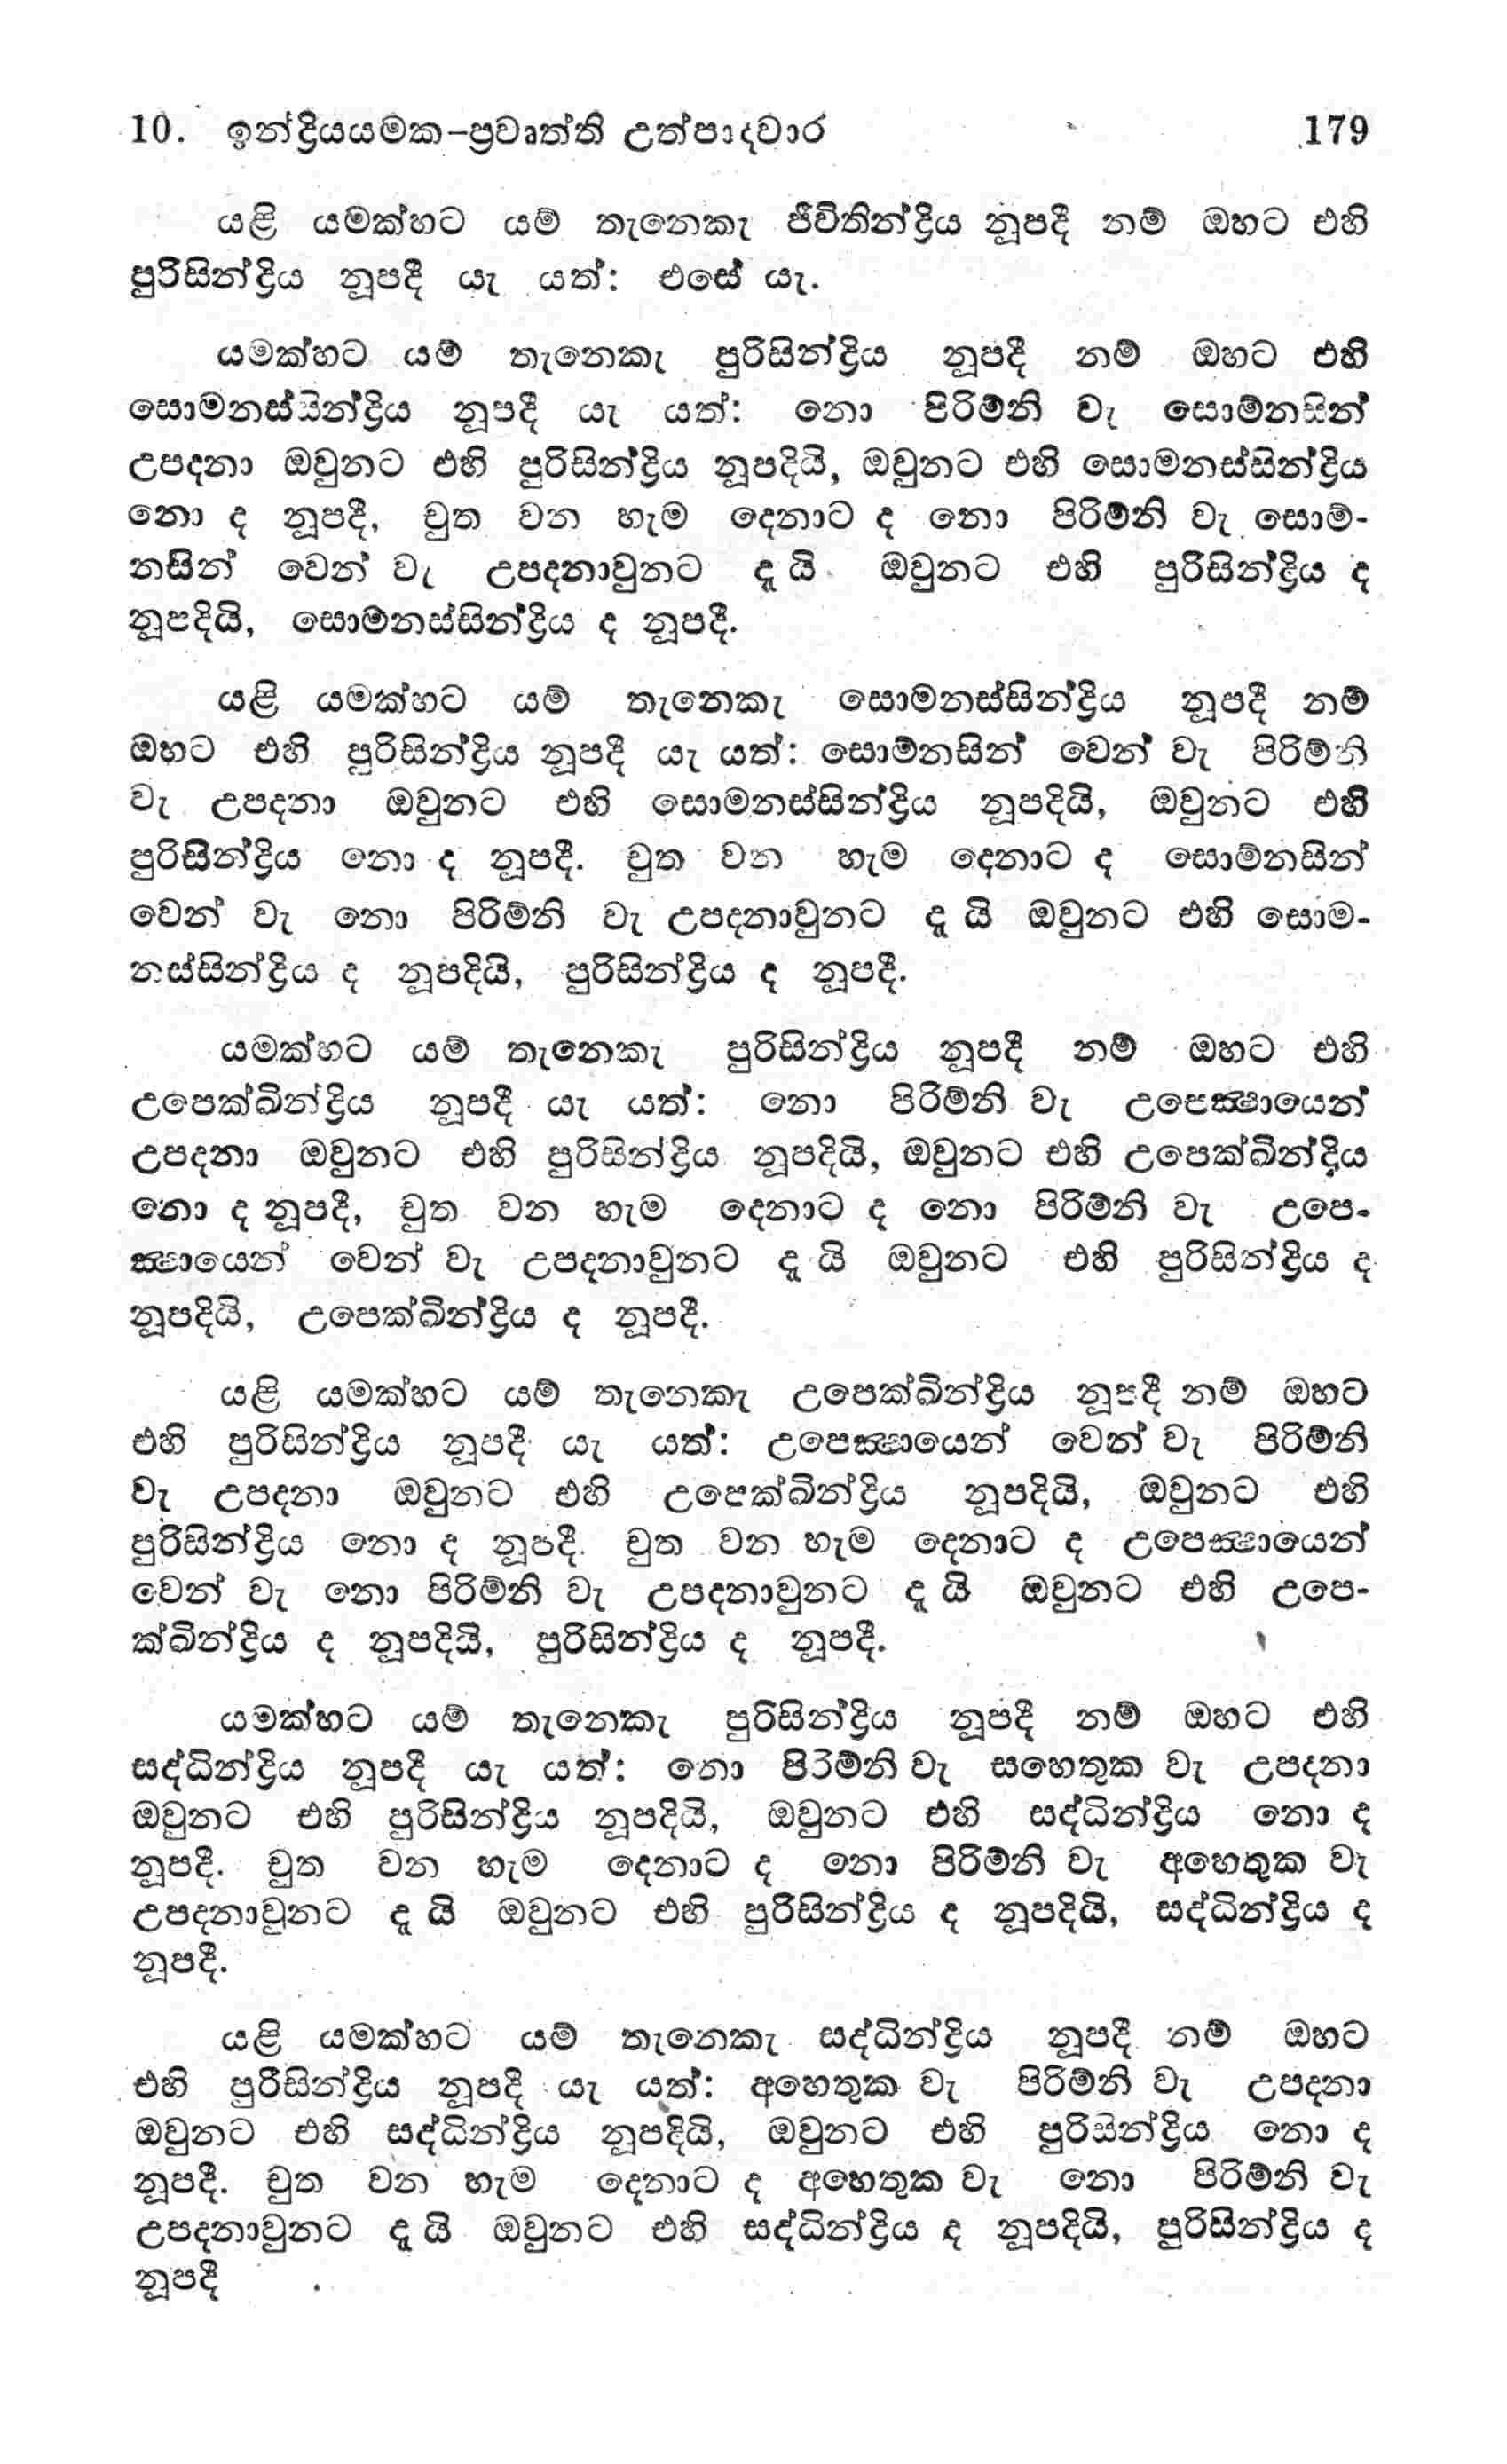 10. ඉන්ද්‍රියයමක–ප්‍රවෘත්ති උත්පාදවාර 179
යළි යමක්හට යම් තැනෙකැ ජීවිතින්ද්‍රිය නූපදී නම් ඔහට එහි
පුරිසින්ද්‍රිය නූපදී යැ යත්: එසේ යැ.
යමක්හට යම් තැනෙකැ පුරිසින්ද්‍රිය නූපදී නම් ඔහට එහි
සොමනස්සින්ද්‍රිය නූපදී යැ යත්: නො පිරිම්නි වැ සොම්නසින්
උපදනා ඔවුනට එහි පුරිසින්ද්‍රිය නූපදියි, ඔවුනට එහි සොමනස්සින්ද්‍රිය
නො ද නූපදී, චුත වන හැම දෙනාට ද නො පිරිම්නි වැ සොම්-
නසින් වෙන් වැ උපදනාවුනට දැ යි ඔවුනට එහි පුරිසින්ද්‍රිය ද
නූපදියි, සොමනස්සින්ද්‍රිය ද නූපදී.
යළි යමක්හට යම් තැනෙකැ සොමනස්සින්ද්‍රිය නූපදී නම්
ඔහට එහි පුරිසින්ද්‍රිය නූපදී යැ යත්: සොම්නසින් වෙන් වැ පිරිම්නි
වැ උපදනා ඔවුනට එහි සොමනස්සින්ද්‍රිය නූපදියි, ඔවුනට එහි
පුරිසින්ද්‍රිය නො ද නූපදී. චුත වන හැම දෙනාට ද සොම්නසින්
වෙන් වැ නො පිරිම්නි වැ උපදනාවුනට දැ යි ඔවුනට එහි සොම-
නස්සින්ද්‍රිය ද නූපදියි, පුරිසින්ද්‍රිය ද නූපදී.
යමක්හට යම් තැනෙකැ පුරිසින්ද්‍රිය නූපදී නම් ඔහට එහි
උපෙක්ඛින්ද්‍රිය නූපදී යැ යත්: නො පිරිම්නි වැ උපෙක්‍ෂායෙන්
උපදනා ඔවුනට එහි පුරිසින්ද්‍රිය නූපදියි, ඔවුනට එහි උපෙක්ඛින්ද්‍රිය
නො ද නූපදී, චුත වන හැම දෙනාට ද නො පිරිම්නි වැ උපෙ-
ක්‍ෂායෙන් වෙන් වැ උපදනාවුනට දැ යි ඔවුනට එහි පුරිසින්ද්‍රිය ද
නූපදියි, උපෙක්ඛින්ද්‍රිය ද නූපදී.
යළි යමක්හට යම් තැනෙකැ උපෙක්ඛින්ද්‍රිය නූපදී නම් ඔහට
එහි පුරිසින්ද්‍රිය නූපදී යැ යත්: උපෙක්‍ෂායෙන් වෙන් වැ පිරිම්නි
වැ උපදනා ඔවුනට එහි උපෙක්ඛින්ද්‍රිය නූපදියි, ඔවුනට එහි
පුරිසින්ද්‍රිය නො ද නූපදී. චුත වන හැම දෙනාට ද උපෙක්‍ෂායෙන්
වෙන් වැ නො පිරිම්නි වැ උපදනාවුනට දැ යි ඔවුනට එහි උපෙ-
ක්ඛින්ද්‍රිය ද නූපදියි, පුරිසින්ද්‍රිය ද නූපදී.
යමක්හට යම් තැනෙකැ පුරිසින්ද්‍රිය නූපදී නම් ඔහට එහි
සද්ධින්ද්‍රිය නූපදී යැ යත්: නො පිරිම්නි වැ සහෙතුක වැ උපදනා
ඔවුනට එහි පුරිසින්ද්‍රිය නූපදියි, ඔවුනට එහි සද්ධින්ද්‍රිය නො ද
නූපදී. චුත වන හැම දෙනාට ද නො පිරිම්නි වැ අහෙතුක වැ
උපදනාවුනට දැ යි ඔවුනට එහි පුරිසින්ද්‍රිය ද නූපදියි, සද්ධින්ද්‍රිය ද
නූපදී.
යළි යමක්හට යම් තැනෙකැ සද්ධින්ද්‍රිය නූපදී නම් ඔහට
එහි පුරිසින්ද්‍රිය නූපදී යැ යත්: අහෙතුක වැ පිරිම්නි වැ උපදනා
ඔවුනට එහි සද්ධින්ද්‍රිය නූපදියි, ඔවුනට එහි පුරිසින්ද්‍රිය නො ද
නූපදී. චුත වන හැම දෙනාට ද අහෙතුක වැ නො පිරිම්නි වැ
උපදනාවුනට දැ යි ඔවුනට එහි සද්ධින්ද්‍රිය ද නූපදියි, පුරිසින්ද්‍රිය ද
නූපදී